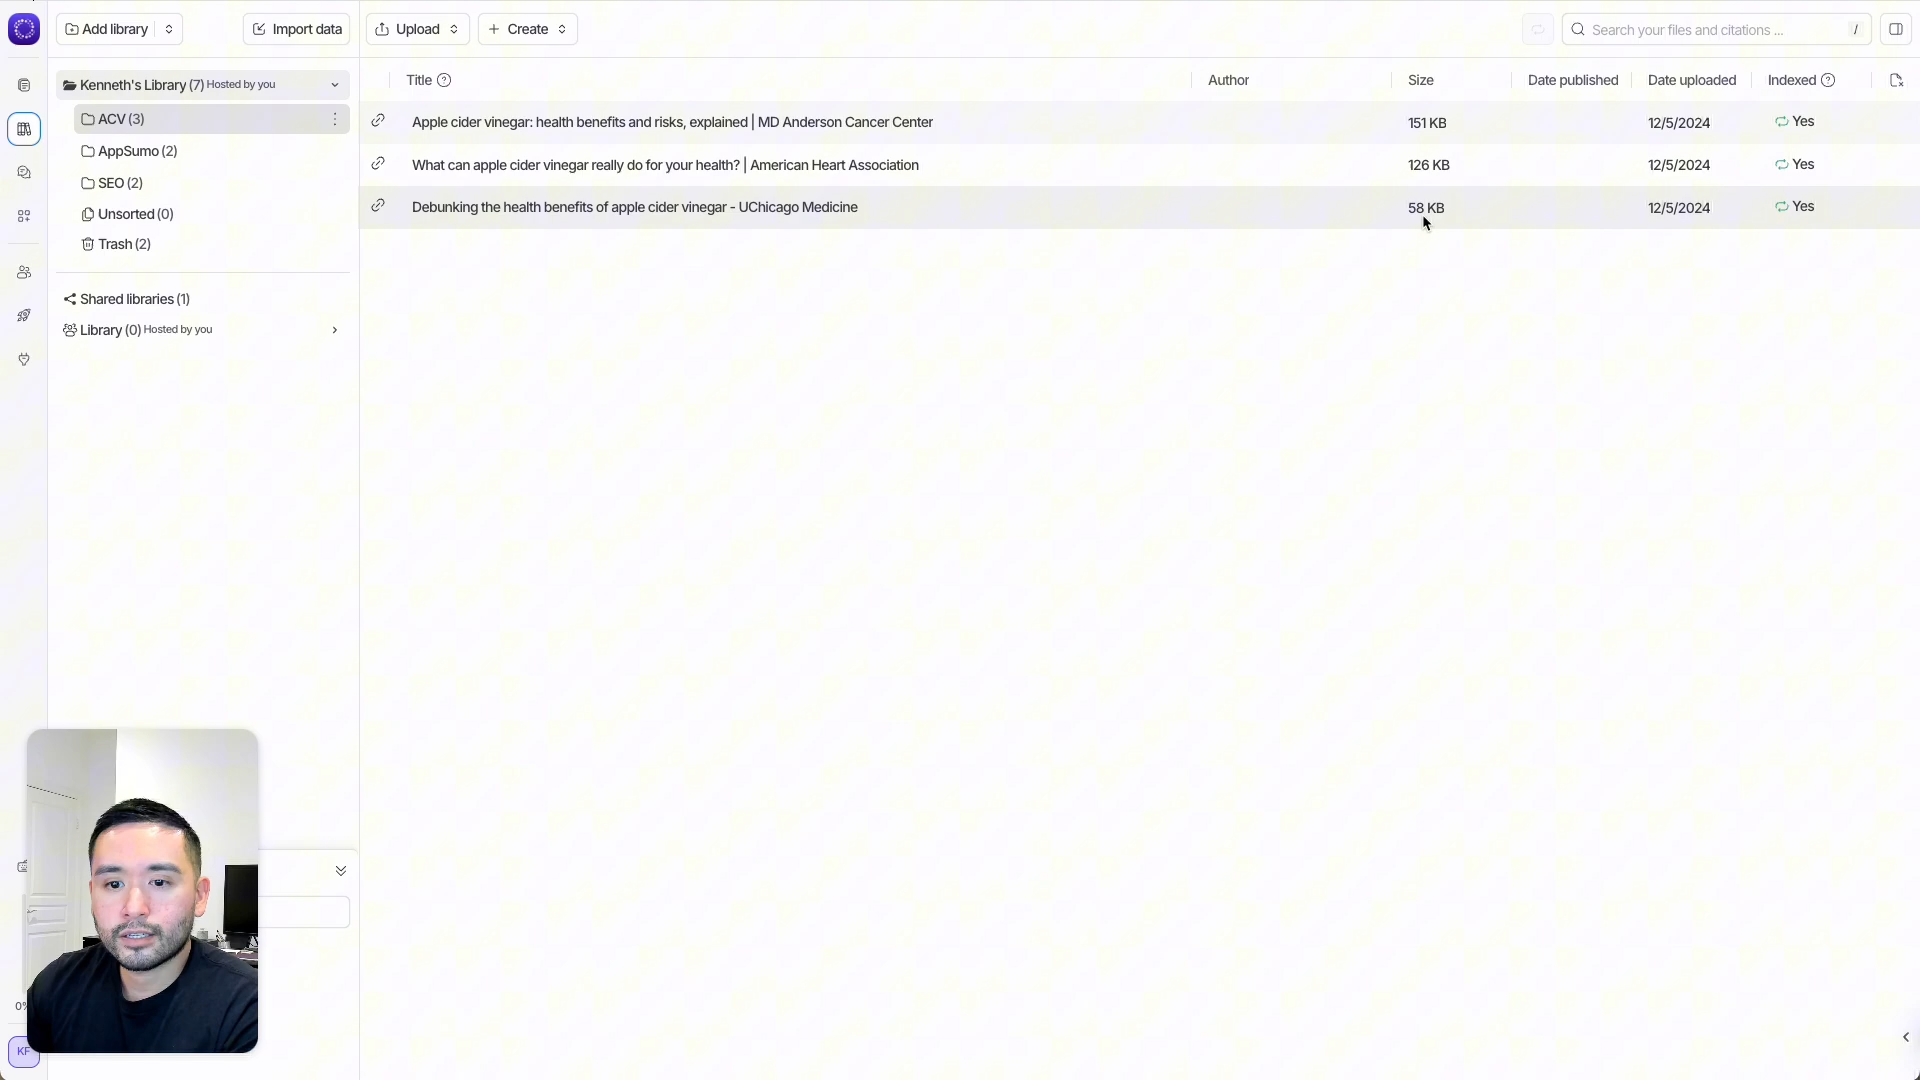 Add library
Import data
Upload
Create
Search your files and citations ...
/
Kenneth's Library (7) Hosted by you
ACV (3)
AppSumo (2)
SEO (2)
Unsorted (0)
Trash (2)
Shared libraries (1)
Library (0) Hosted by you
Title
Author
Size
Date published
Date uploaded
Indexed
Apple cider vinegar: health benefits and risks, explained | MD Anderson Cancer Center
151 KB
12/5/2024
Yes
What can apple cider vinegar really do for your health? | American Heart Association
126 KB
12/5/2024
Yes
Debunking the health benefits of apple cider vinegar - UChicago Medicine
58 KB
12/5/2024
Yes
KF